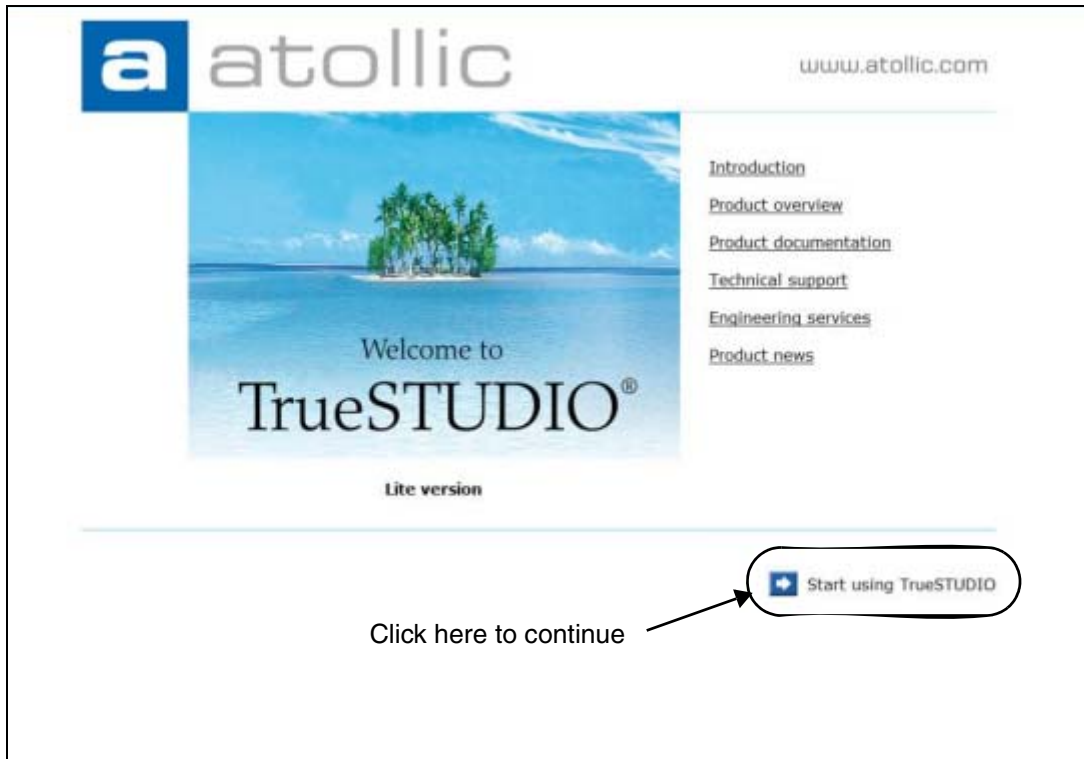 a atollic
www.atollic.com
Introduction
Product overview
Product documentation
Technical support
Engineering services
Product news
Welcome to
TrueSTUDIO®
Lite version
Start using TrueSTUDIO
Click here to continue